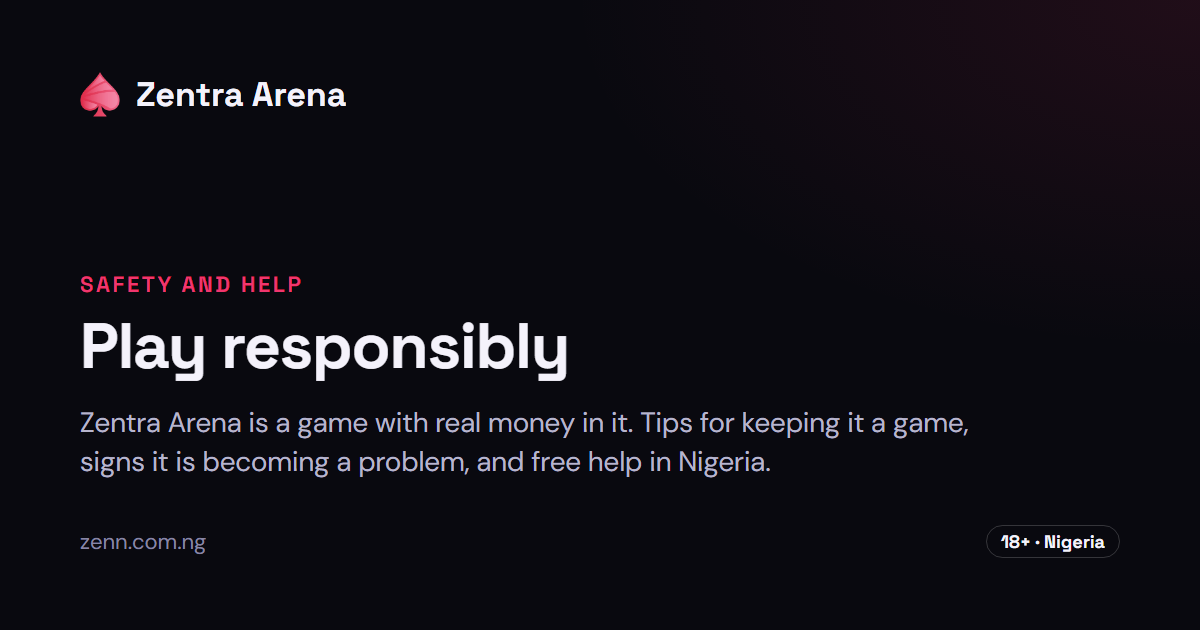 Zentra Arena
SAFETY AND HELP
Play responsibly
Zentra Arena is a game with real money in it. Tips for keeping it a game,
signs it is becoming a problem, and free help in Nigeria.
zenn.com.ng
18+ · Nigeria